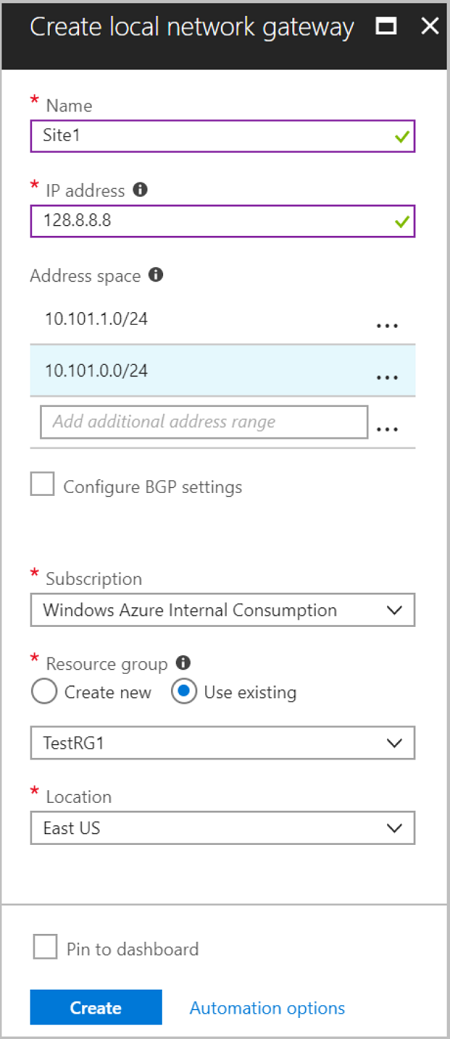 Create local network gateway
* Name
Site1
* IP address
128.8.8.8
Address space
10.101.1.0/24
...
10.101.0.0/24
...
Add additional address range
...
Configure BGP settings
* Subscription
Windows Azure Internal Consumption
* Resource group
Create new Use existing
TestRG1
* Location
East US
Pin to dashboard
Create Automation options